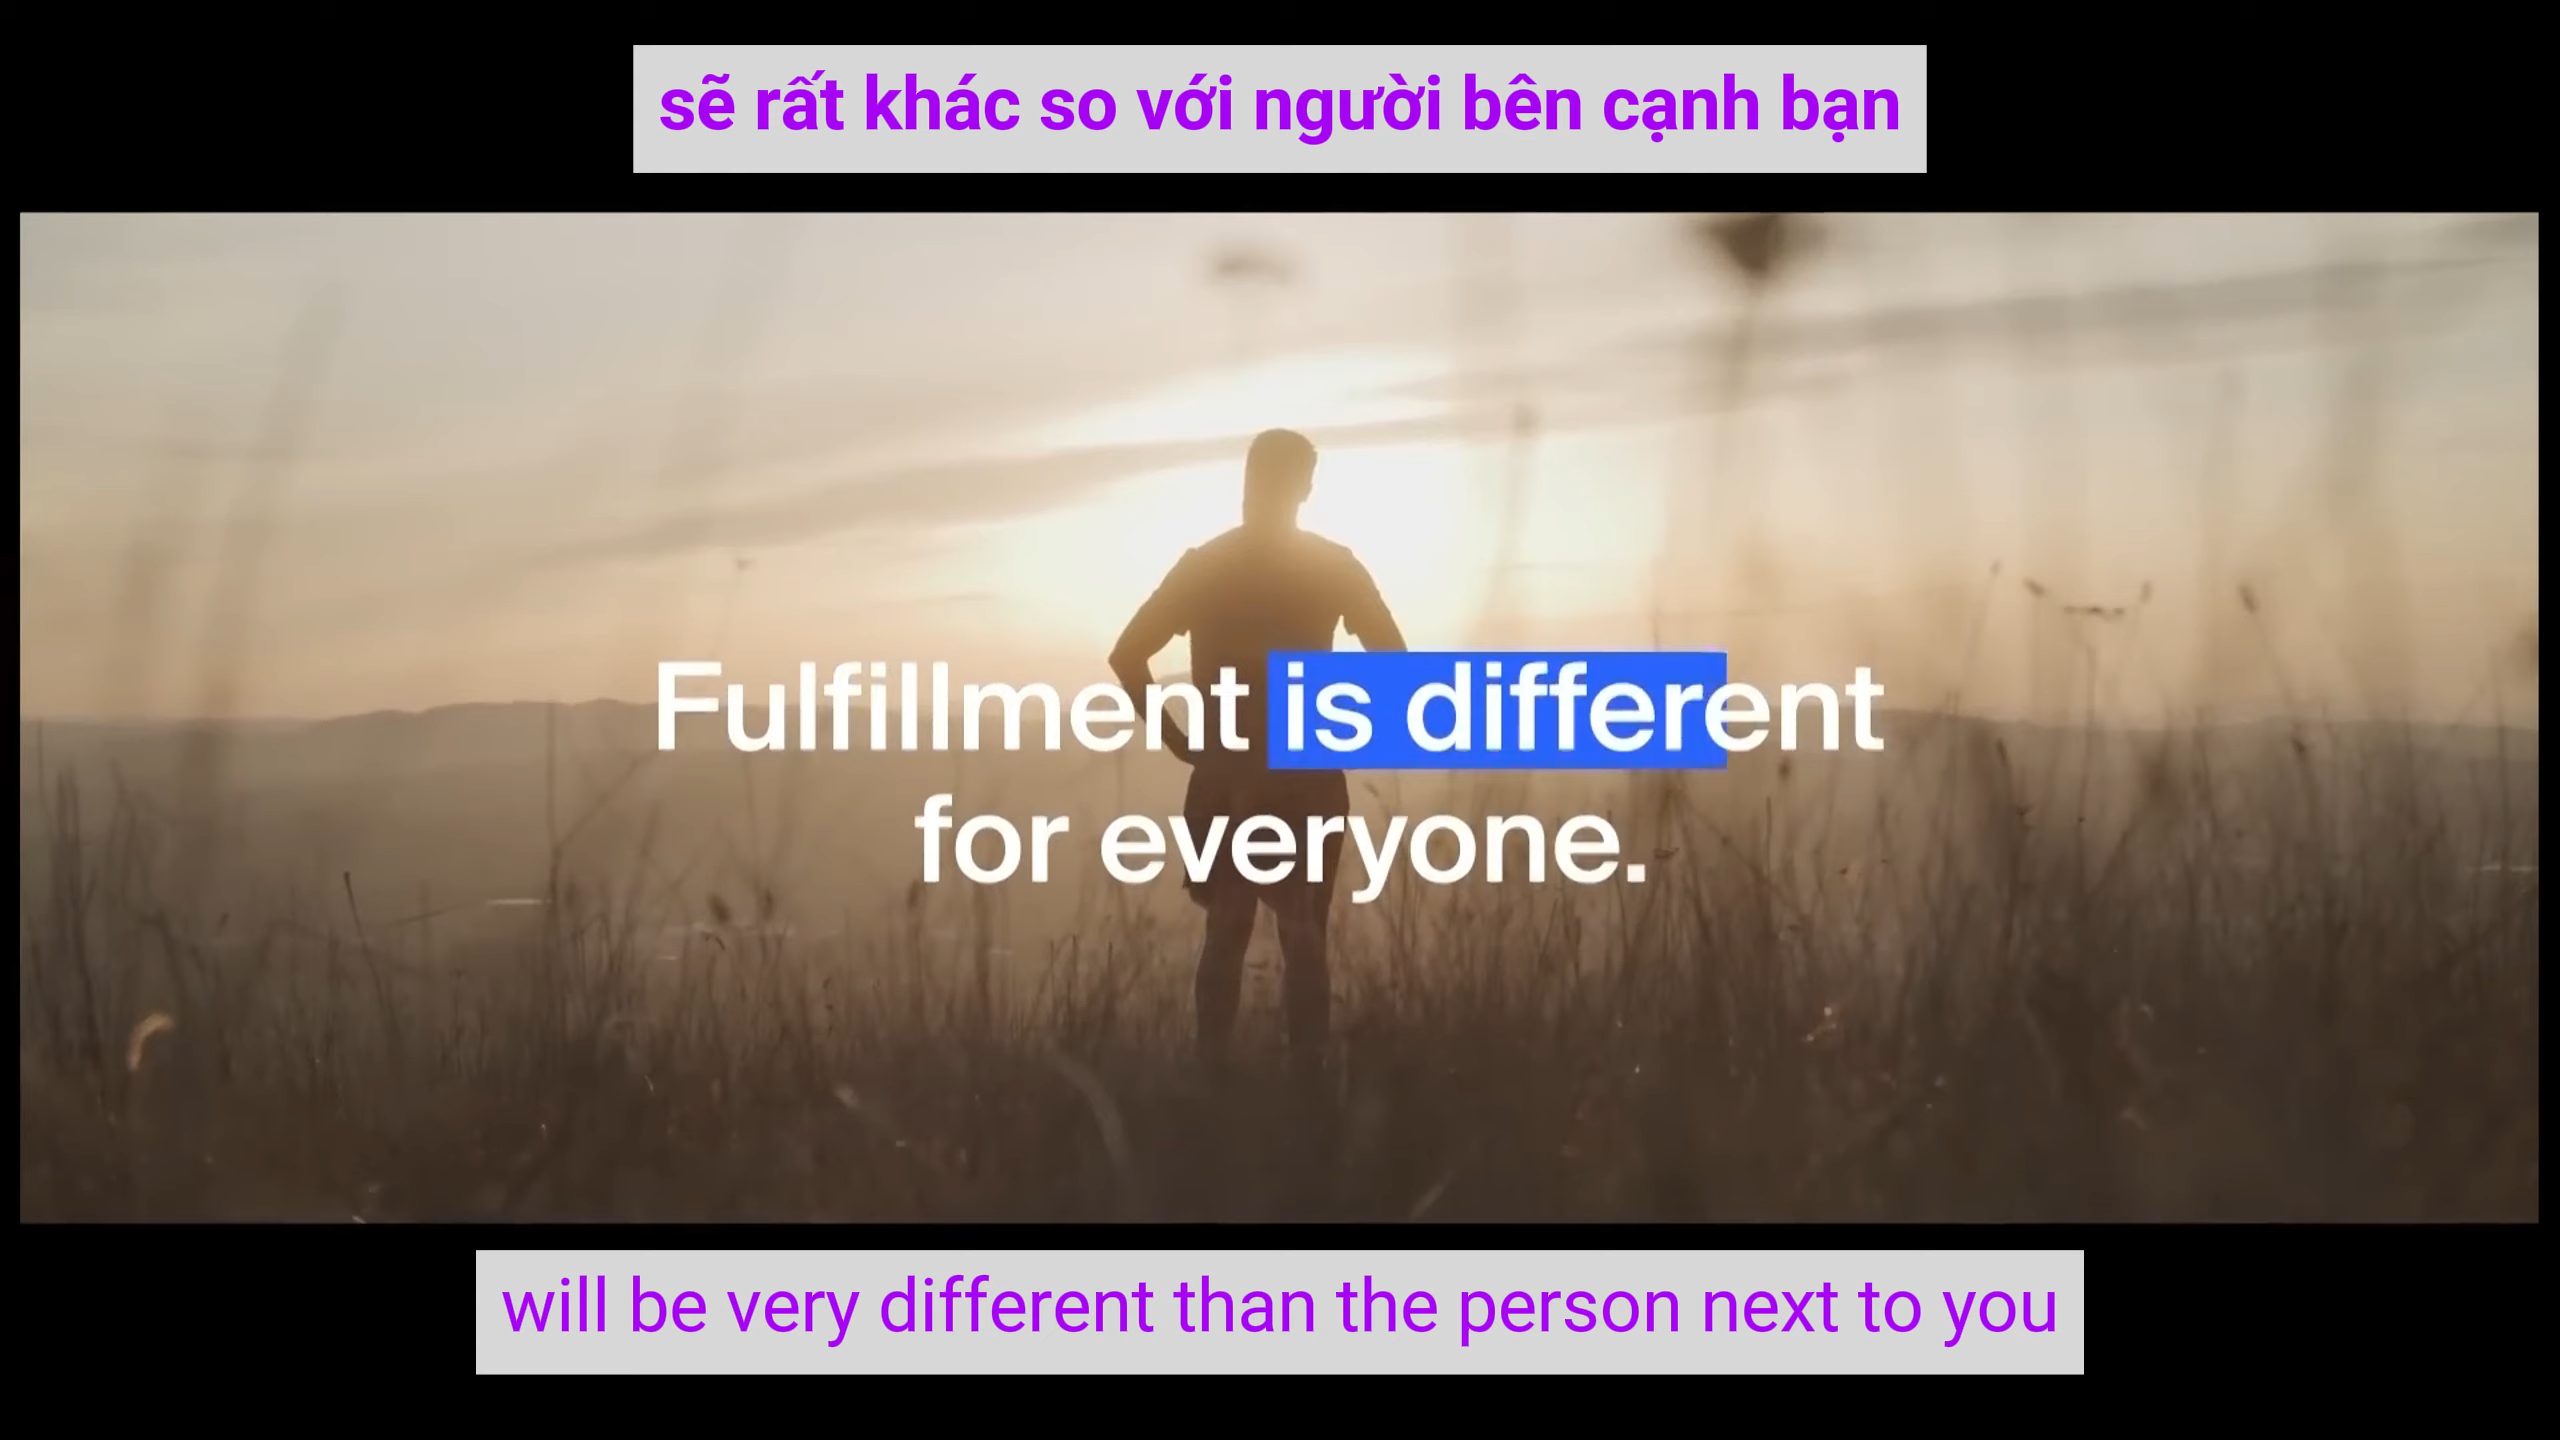 sẽ rất khác so với người bên cạnh bạn
Fulfillment is different
for everyone.
will be very different than the person next to you